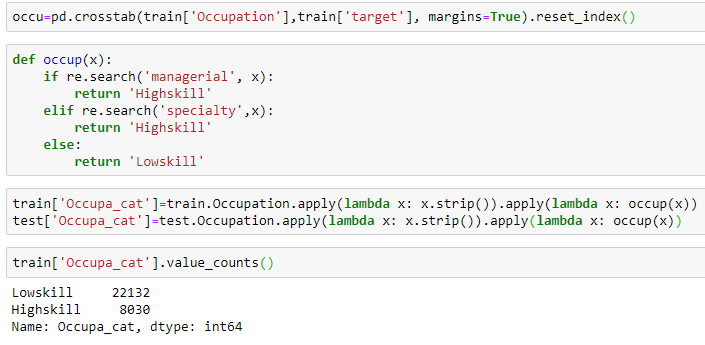 occu=pd.crosstab(train['Occupation'],train['target'], margins=True).reset_index()
def occup(x):
    if re.search('managerial', x):
        return 'Highskill'
    elif re.search('specialty',x):
        return 'Highskill'
    else:
        return 'Lowskill'
train['Occupa_cat']=train.Occupation.apply(lambda x: x.strip()).apply(lambda x: occup(x))
test['Occupa_cat']=test.Occupation.apply(lambda x: x.strip()).apply(lambda x: occup(x))
train['Occupa_cat'].value_counts()
Lowskill     22132
Highskill     8030
Name: Occupa_cat, dtype: int64